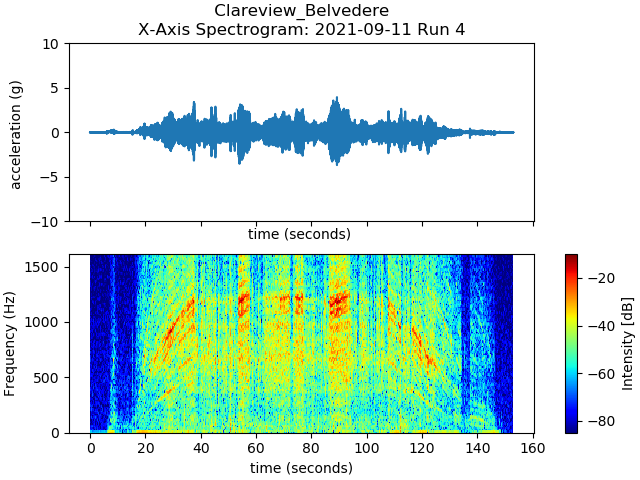 Clareview_Belvedere
X-Axis Spectrogram: 2021-09-11 Run 4
10
5
0
−5
−10
acceleration (g)
time (seconds)
1500
1000
500
0
Frequency (Hz)
0 20 40 60 80 100 120 140 160
time (seconds)
−20
−40
−60
−80
Intensity [dB]